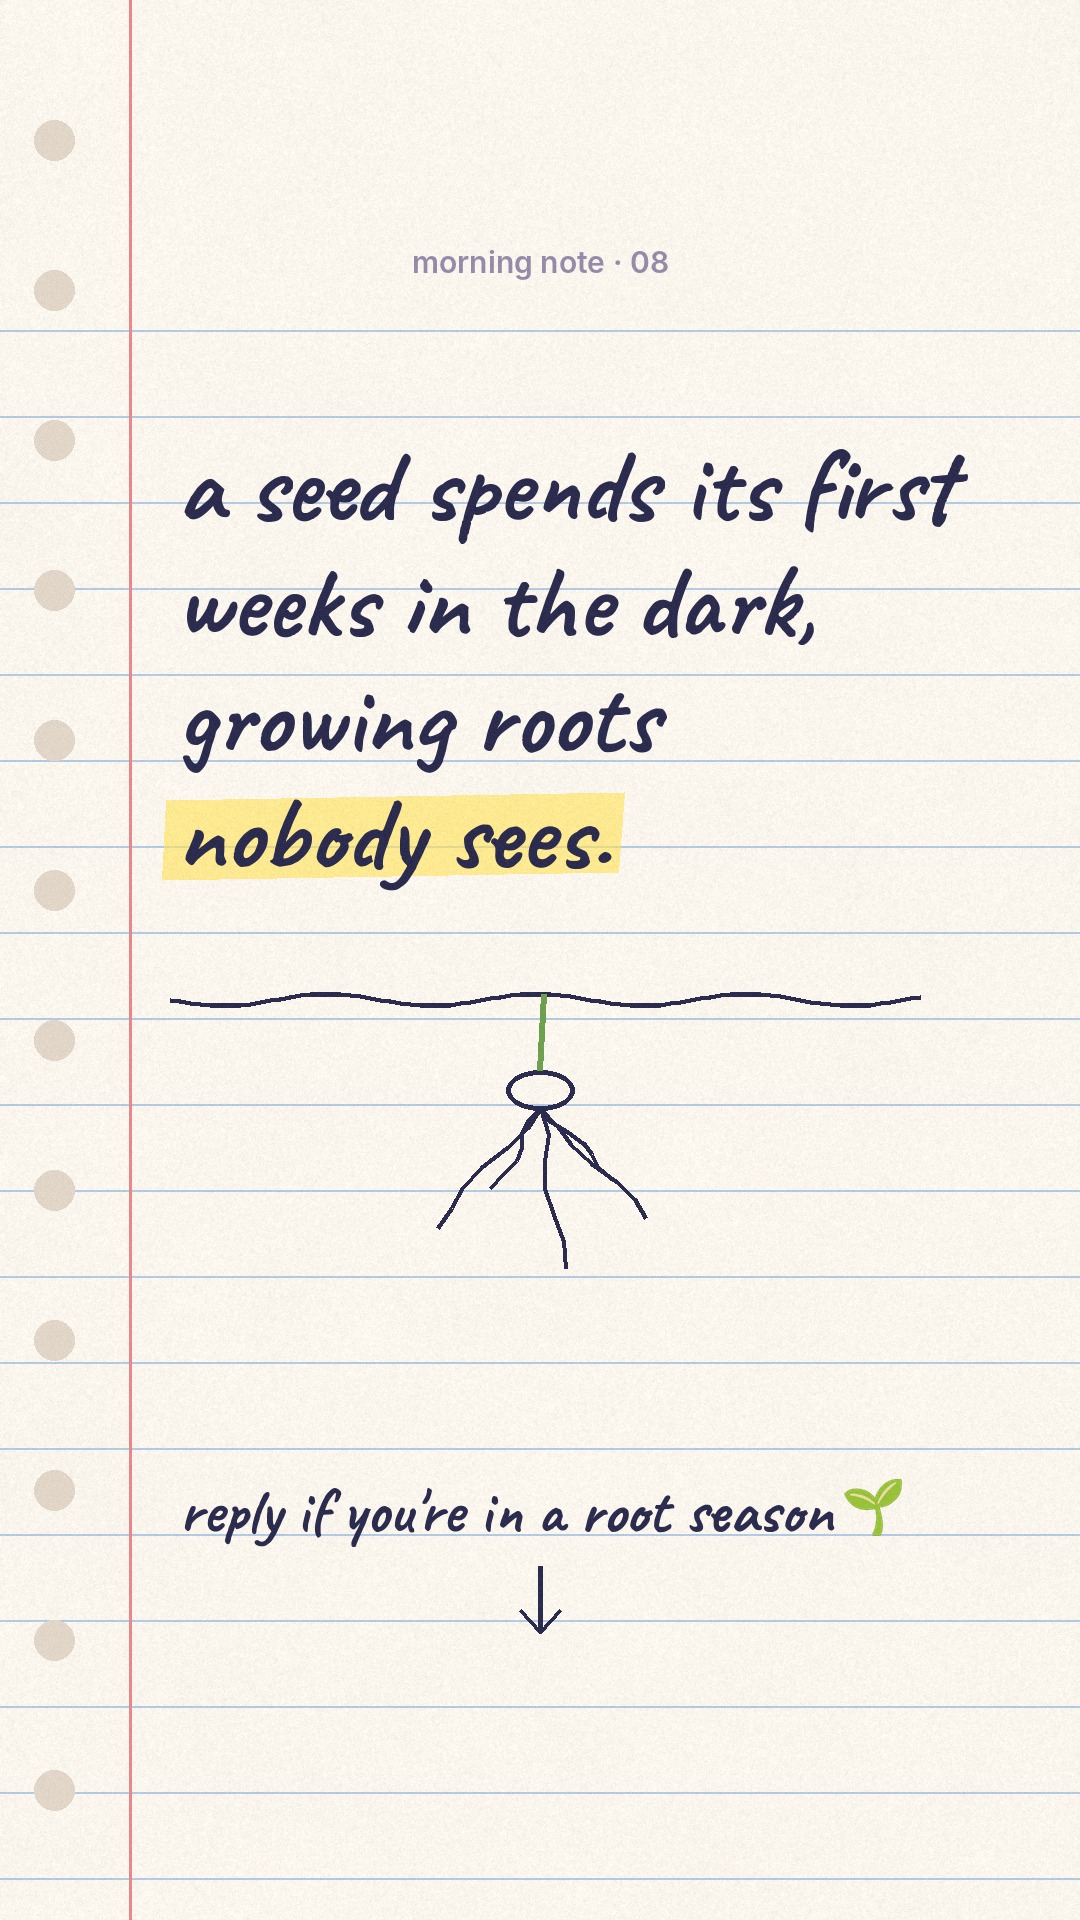 morning note · 08
a seed spends its first
weeks in the dark,
growing roots
nobody sees.
reply if you're in a root season🌱